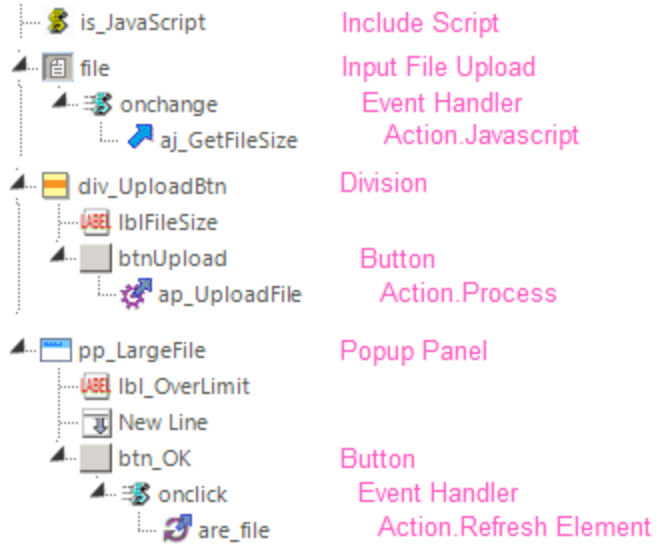 is_JavaScript Include Script
file Input File Upload
onchange Event Handler
aj_GetFileSize Action.Javascript
div_UploadBtn Division
LABEL lblFileSize
btnUpload Button
ap_UploadFile Action.Process
pp_LargeFile Popup Panel
LABEL lbl_OverLimit
New Line
btn_OK Button
onclick Event Handler
are_file Action.Refresh Element